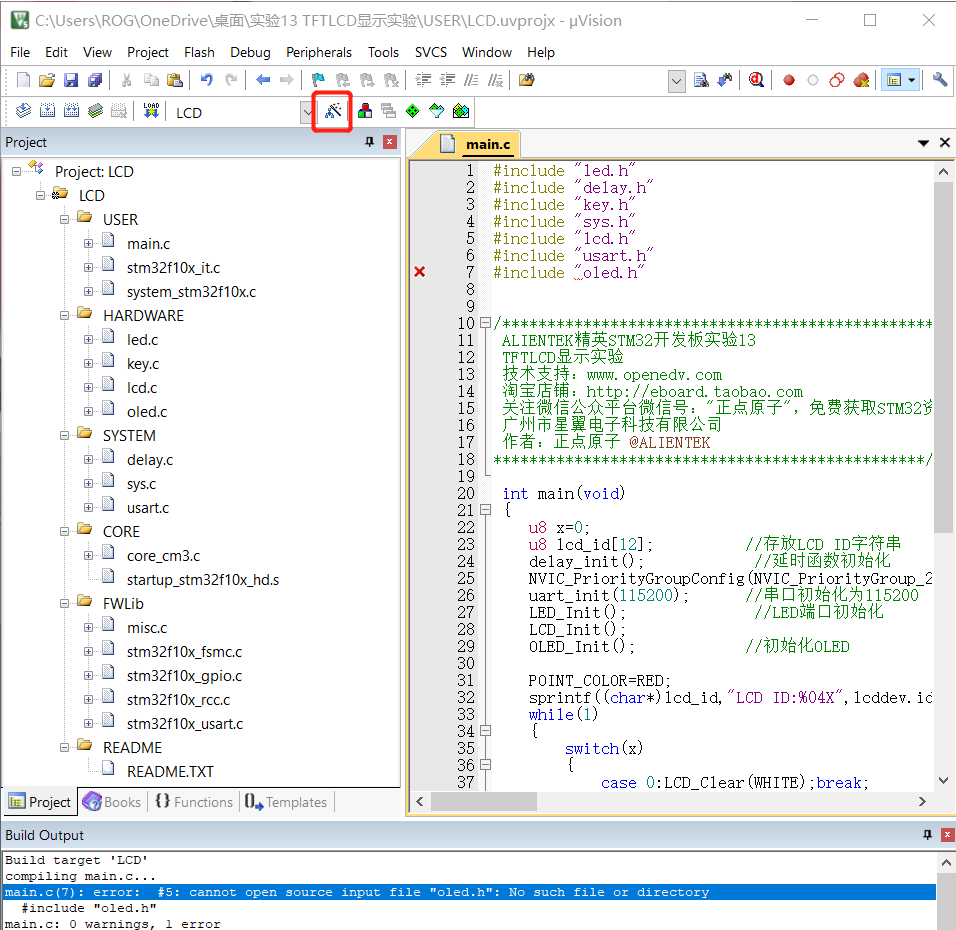 C:\Users\ROG\OneDrive\桌面\实验13 TFTLCD显示实验\USER\LCD.uvprojx - µVision
File Edit View Project Flash Debug Peripherals Tools SVCS Window Help
LOAD LCD
Project
main.c
Project: LCD
LCD
USER
main.c
stm32f10x_it.c
system_stm32f10x.c
HARDWARE
led.c
key.c
lcd.c
oled.c
SYSTEM
delay.c
sys.c
usart.c
CORE
core_cm3.c
startup_stm32f10x_hd.s
FWLib
misc.c
stm32f10x_fsmc.c
stm32f10x_gpio.c
stm32f10x_rcc.c
stm32f10x_usart.c
README
README.TXT
Project Books {} Functions 0 Templates
1 #include "led.h"
2 #include "delay.h"
3 #include "key.h"
4 #include "sys.h"
5 #include "lcd.h"
6 #include "usart.h"
7 #include "oled.h"
8
9
10 /************************************************
11 ALIENTEK精英STM32开发板实验13
12 TFTLCD显示实验
13 技术支持：www.openedv.com
14 淘宝店铺：http://eboard.taobao.com
15 关注微信公众平台微信号："正点原子"，免费获取STM32资
16 广州市星翼电子科技有限公司
17 作者：正点原子 @ALIENTEK
18 ************************************************/
19
20 int main(void)
21 {
22 u8 x=0;
23 u8 lcd_id[12]; //存放LCD ID字符串
24 delay_init(); //延时函数初始化
25 NVIC_PriorityGroupConfig(NVIC_PriorityGroup_2
26 uart_init(115200); //串口初始化为115200
27 LED_Init(); //LED端口初始化
28 LCD_Init();
29 OLED_Init(); //初始化OLED
30
31 POINT_COLOR=RED;
32 sprintf((char*)lcd_id,"LCD ID:%04X",lcddev.id
33 while(1)
34 {
35 switch(x)
36 {
37 case 0:LCD_Clear(WHITE);break;
Build Output
Build target 'LCD'
compiling main.c...
main.c(7): error:  #5: cannot open source input file "oled.h": No such file or directory
#include "oled.h"
main.c: 0 warnings, 1 error